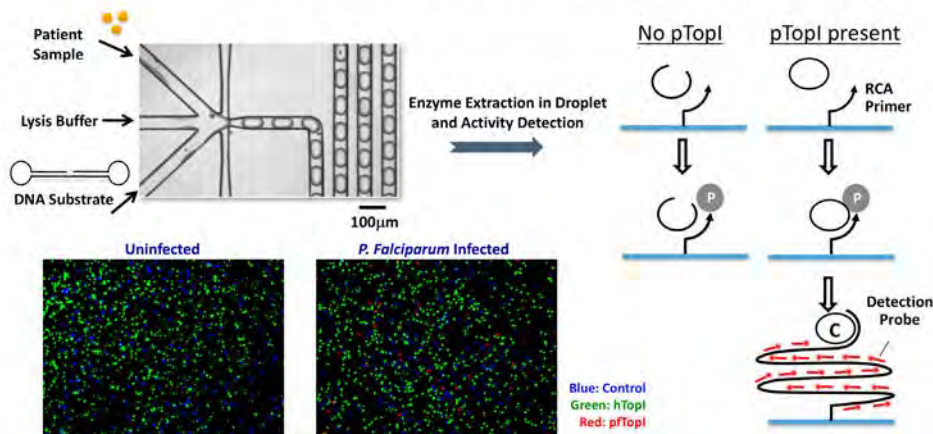 Patient
Sample
Lysis Buffer
DNA Substrate
100μm
Enzyme Extraction in Droplet
and Activity Detection
No pTopI
pTopI present
RCA
Primer
P
P
C
Detection
Probe
Uninfected
P. Falciparum Infected
Blue: Control
Green: hTopI
Red: pfTopI